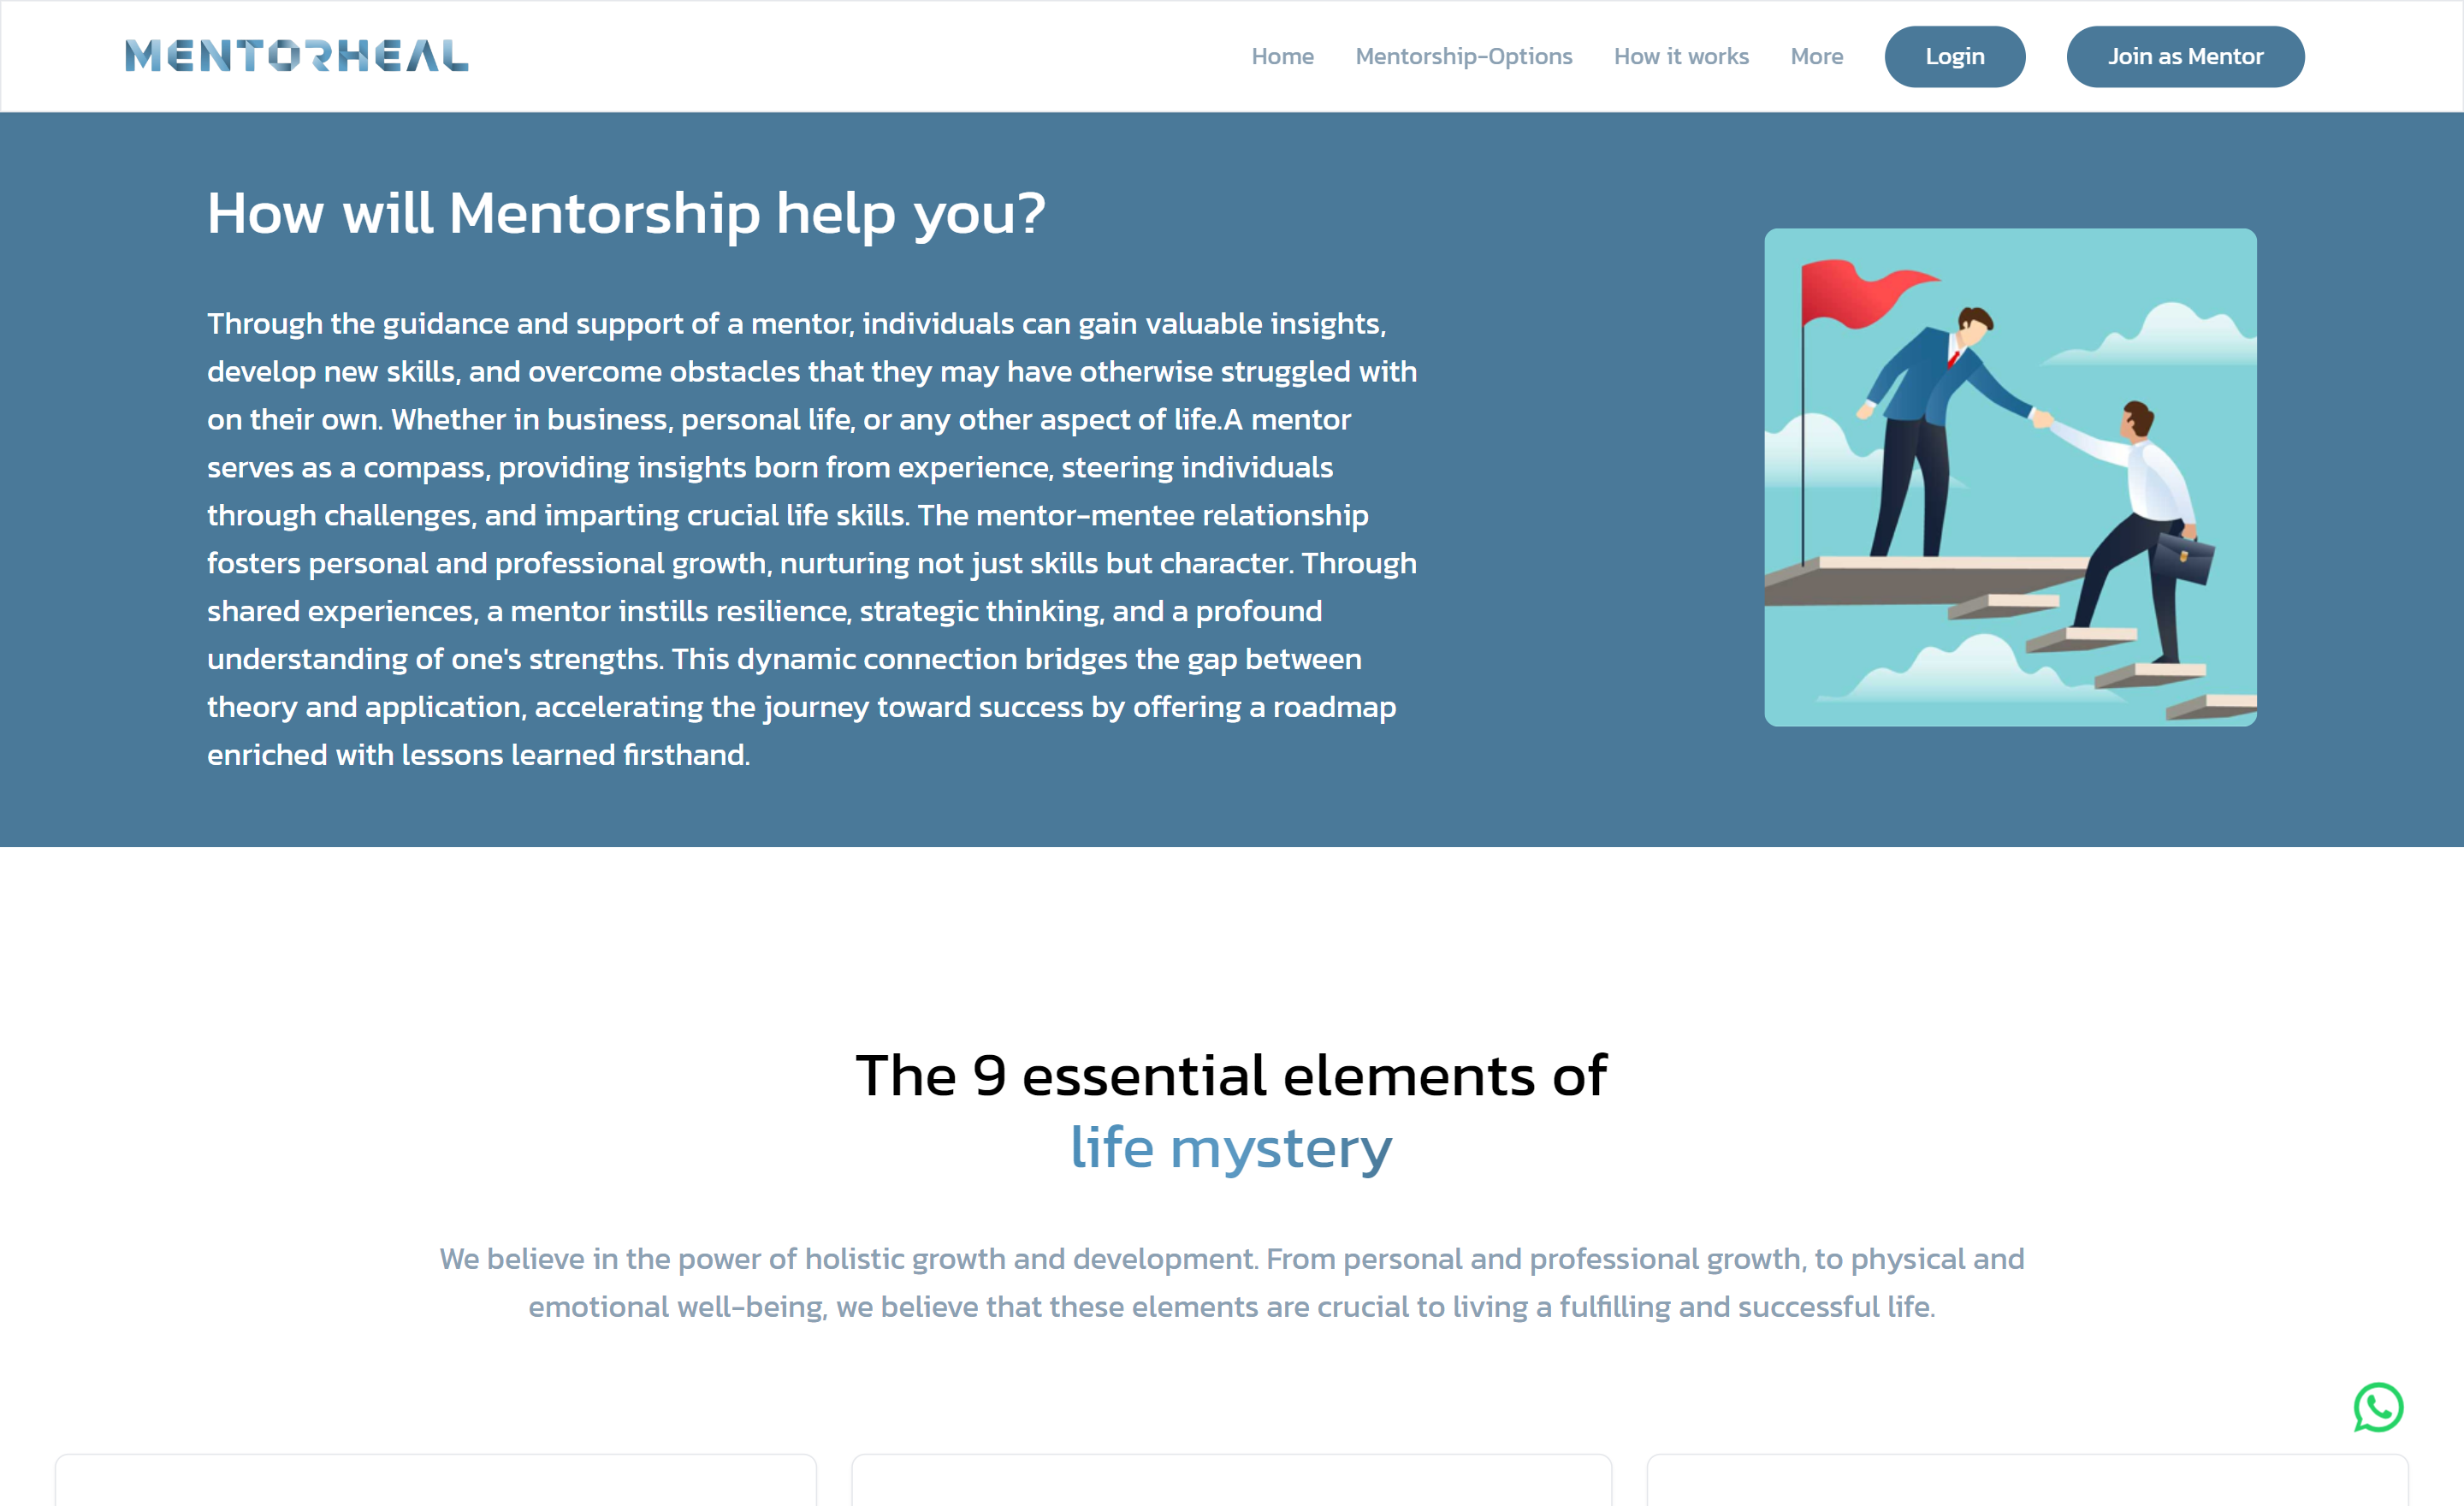 MENTORHEAL
Home
Mentorship-Options
How it works
More
Login
Join as Mentor
How will Mentorship help you?
Through the guidance and support of a mentor, individuals can gain valuable insights,
develop new skills, and overcome obstacles that they may have otherwise struggled with
on their own. Whether in business, personal life, or any other aspect of life.A mentor
serves as a compass, providing insights born from experience, steering individuals
through challenges, and imparting crucial life skills. The mentor-mentee relationship
fosters personal and professional growth, nurturing not just skills but character. Through
shared experiences, a mentor instills resilience, strategic thinking, and a profound
understanding of one's strengths. This dynamic connection bridges the gap between
theory and application, accelerating the journey toward success by offering a roadmap
enriched with lessons learned firsthand.
The 9 essential elements of
life mystery
We believe in the power of holistic growth and development. From personal and professional growth, to physical and
emotional well-being, we believe that these elements are crucial to living a fulfilling and successful life.